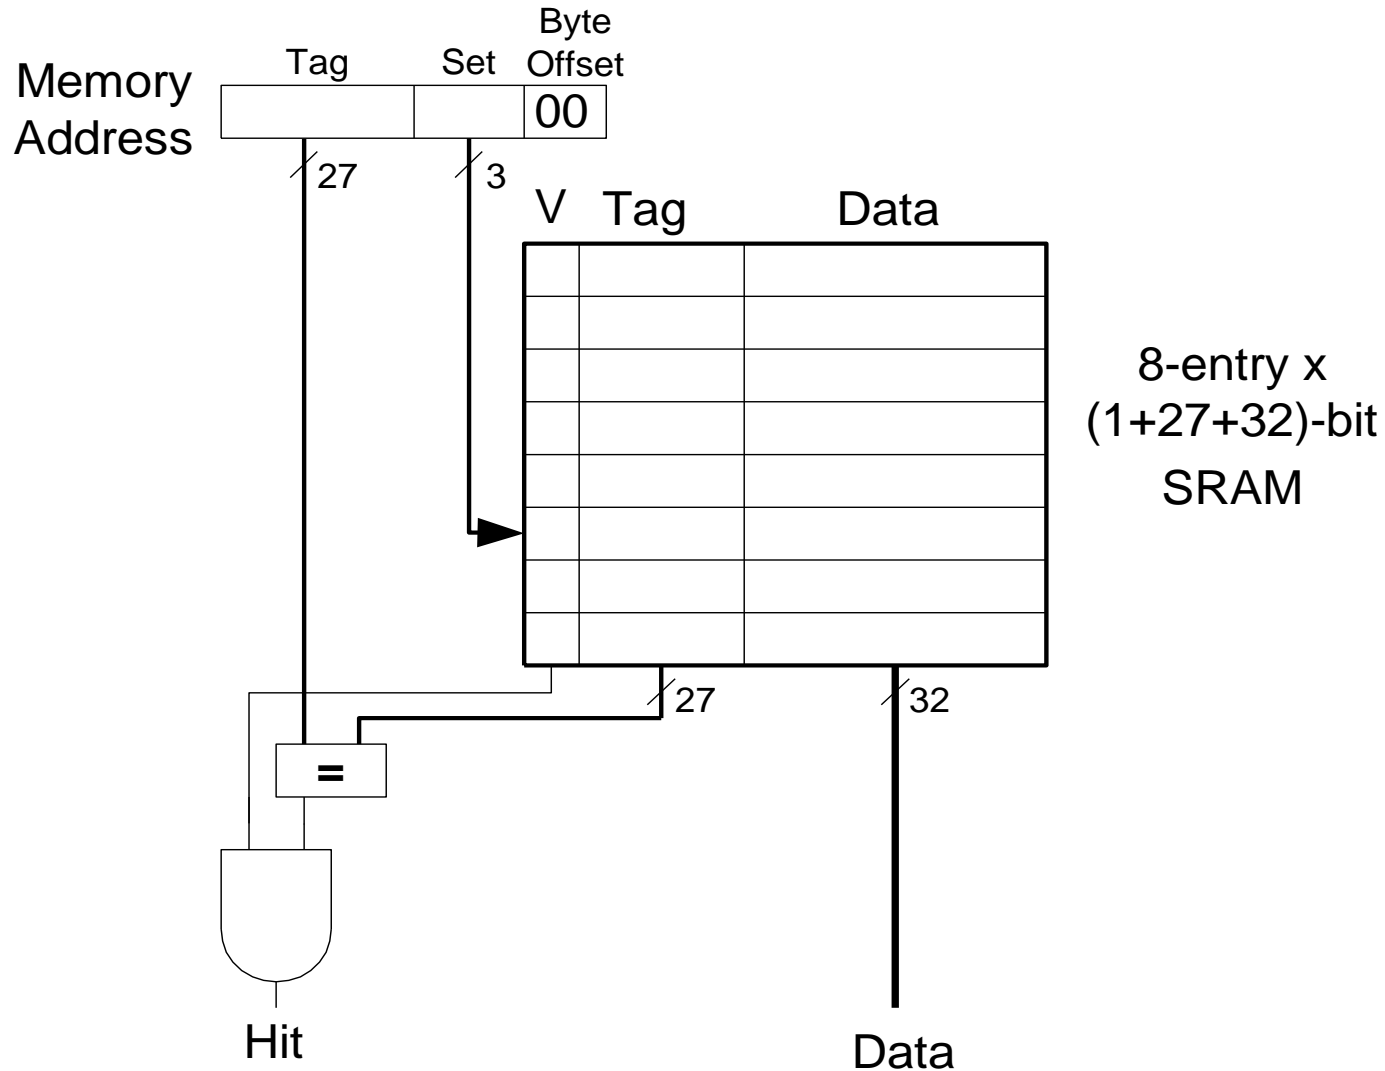 Byte
Offset
Tag
Set
Memory
Address
00
27
3
V
Tag
Data
8-entry x
(1+27+32)-bit
SRAM
27
32
=
Hit
Data